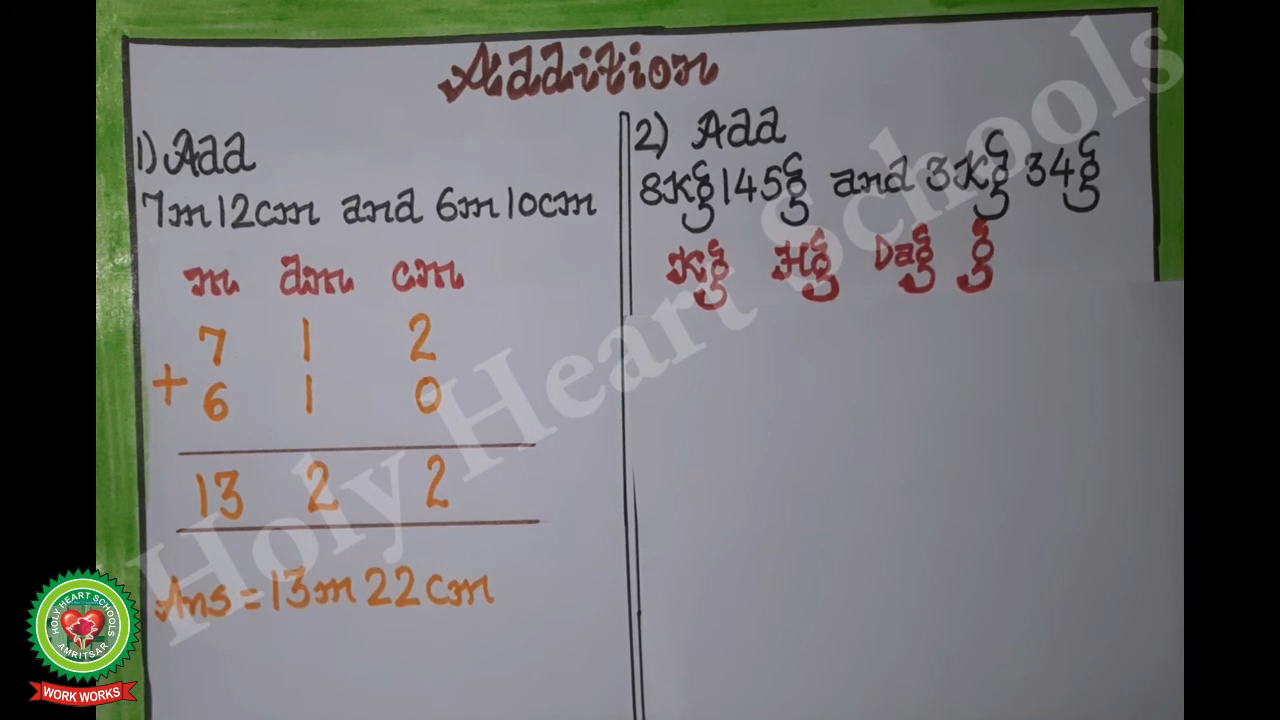 Addition
1) Add
7m 12cm and 6m 10cm
m dm cm
7 1 2
+ 6 1 0
13 2 2
Ans = 13m 22cm
2) Add
8Kg 145g and 3Kg 34g
Kg Hg Dag g
Holy Heart Schools
HOLY HEART SCHOOLS
AMRITSAR
WORK WORKS